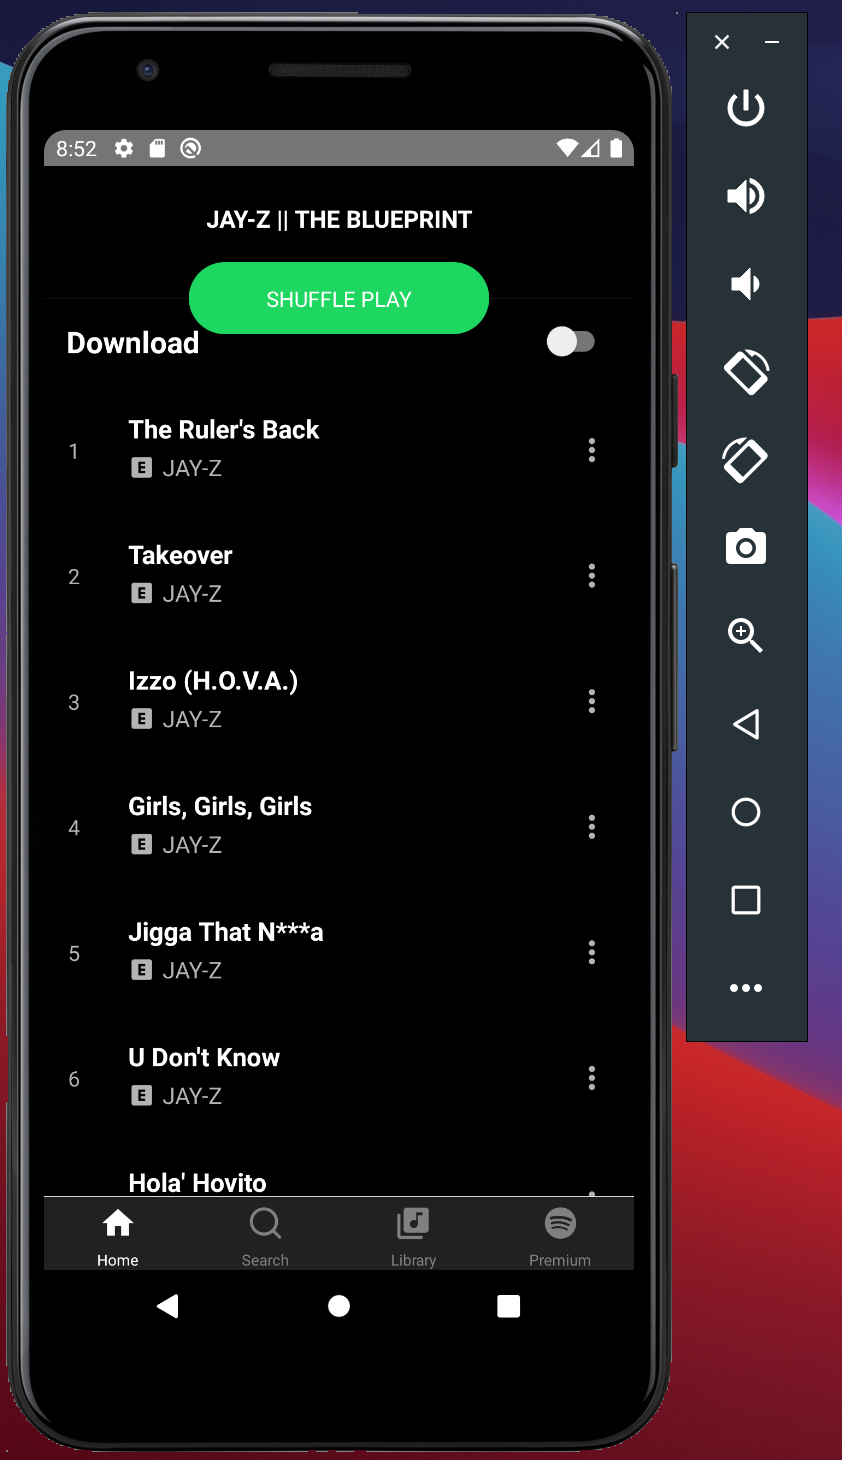 8:52
JAY-Z || THE BLUEPRINT
SHUFFLE PLAY
Download
1
The Ruler's Back
E JAY-Z
2
Takeover
E JAY-Z
3
Izzo (H.O.V.A.)
E JAY-Z
4
Girls, Girls, Girls
E JAY-Z
5
Jigga That N***a
E JAY-Z
6
U Don't Know
E JAY-Z
Hola' Hovito
Home Search Library Premium